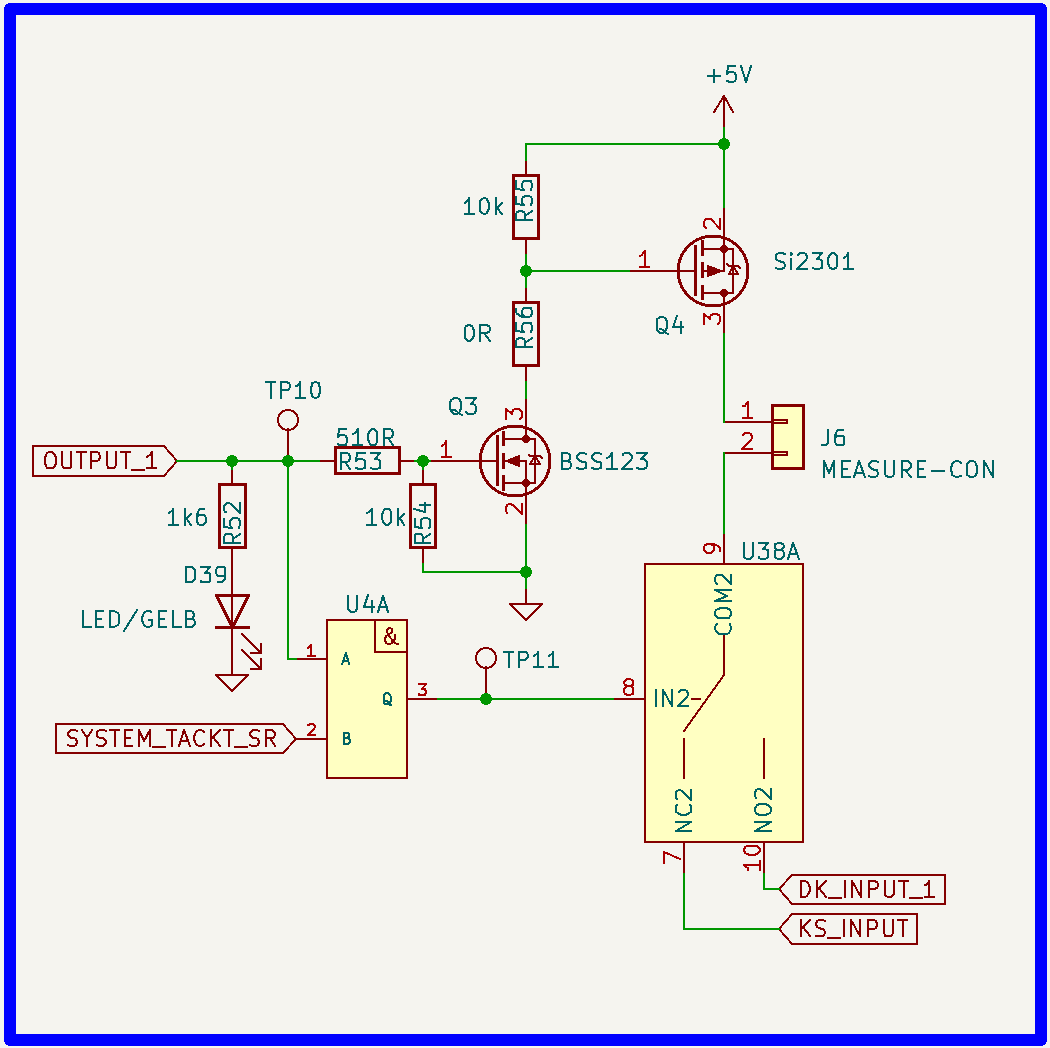 +5V
10k
R55
2
1
Si2301
Q4
3
0R
R56
TP10
Q3
3
510R
R53
1
BSS123
2
OUTPUT_1
1k6
R52
10k
R54
1
2
J6
MEASURE-CON
D39
LED/GELB
U4A
&
1
A
Q
3
2
B
SYSTEM_TACKT_SR
TP11
9
U38A
COM2
8
IN2
NC2
NO2
7
10
DK_INPUT_1
KS_INPUT